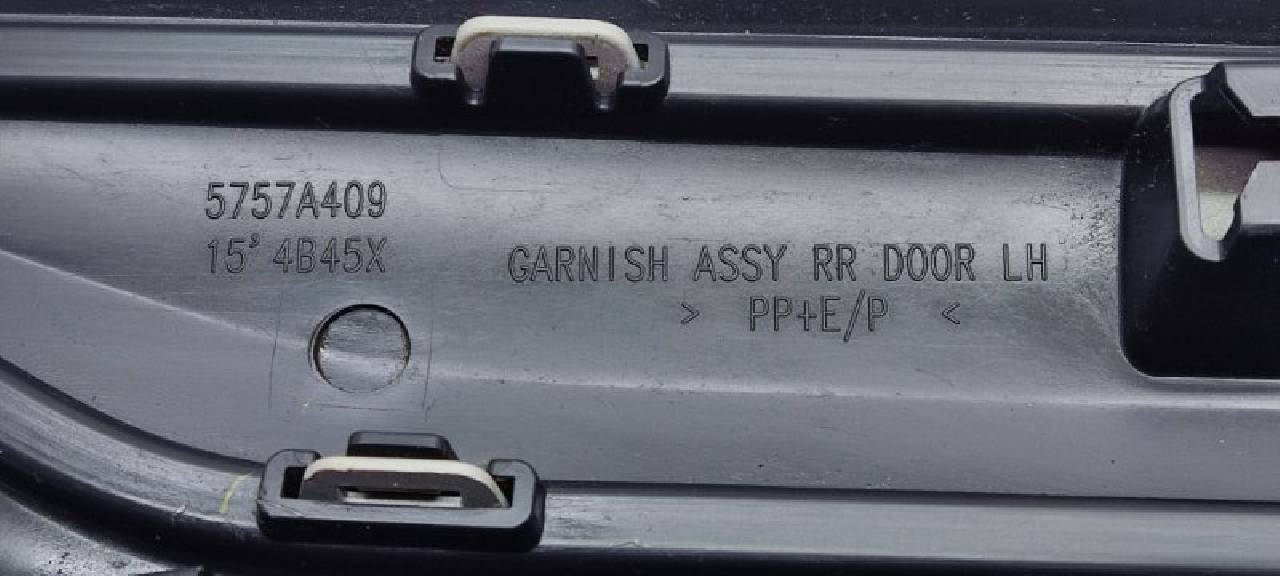 5757A409
15' 4B45X
GARNISH ASSY RR DOOR LH
> PP+E/P <